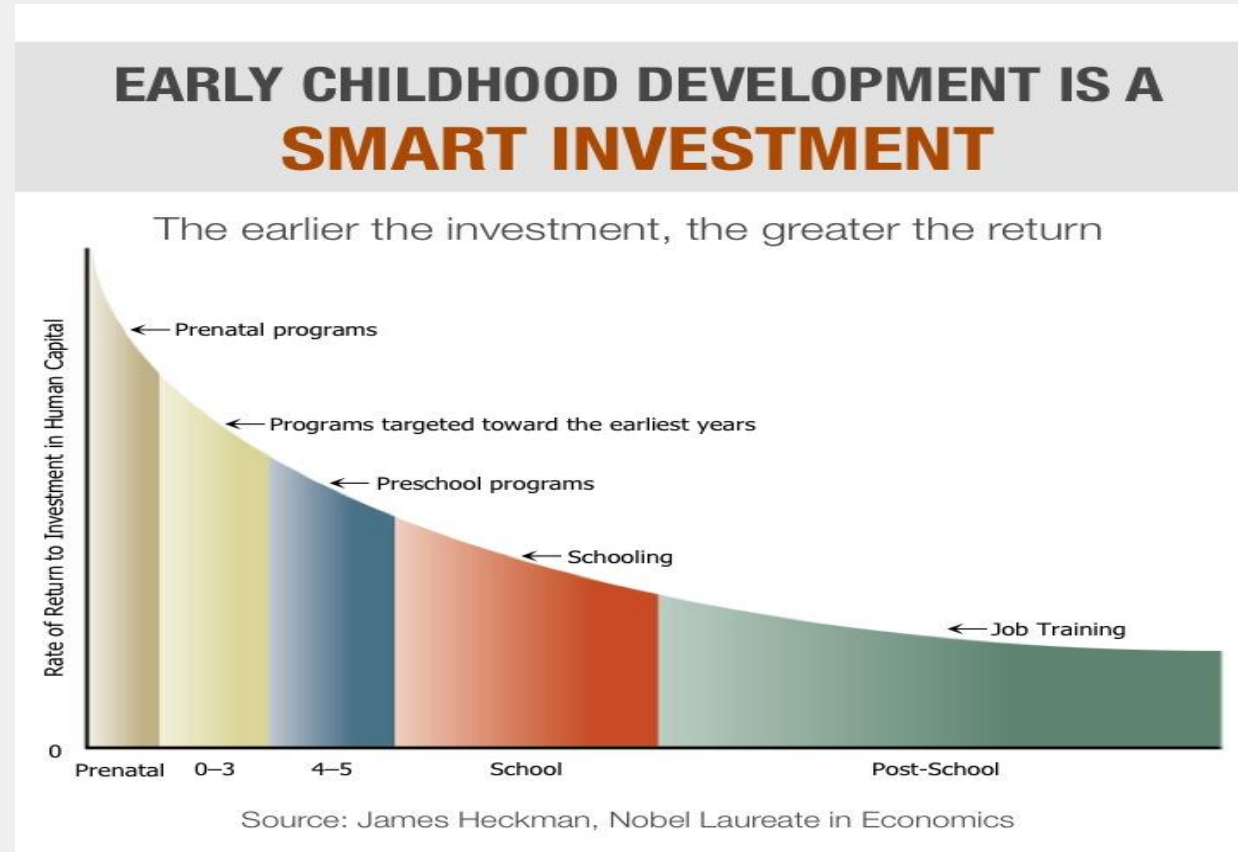 EARLY CHILDHOOD DEVELOPMENT IS A
SMART INVESTMENT
The earlier the investment, the greater the return
Rate of Return to Investment in Human Capital
Prenatal programs
Programs targeted toward the earliest years
Preschool programs
Schooling
Job Training
0
Prenatal 0–3 4–5 School Post-School
Source: James Heckman, Nobel Laureate in Economics